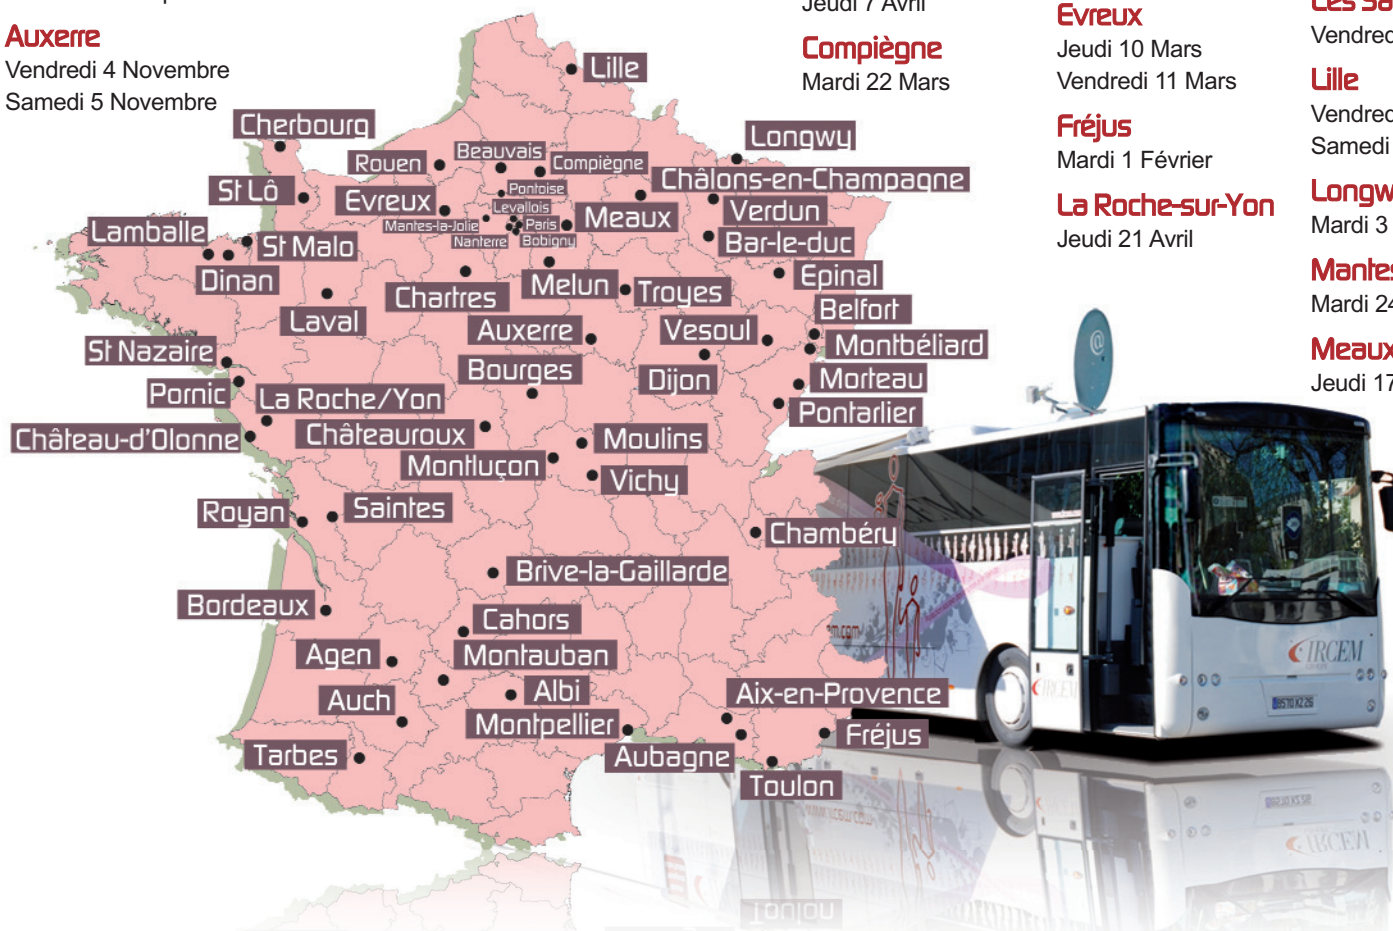 Auxerre
Vendredi 4 Novembre
Samedi 5 Novembre
Jeudi 7 Avril
Compiègne
Mardi 22 Mars
Evreux
Jeudi 10 Mars
Vendredi 11 Mars
Fréjus
Mardi 1 Février
La Roche-sur-Yon
Jeudi 21 Avril
Lille
Samedi
Mardi 3
Mardi 24
Meaux
Jeudi 17
Lille
Cherbourg
Longwy
Rouen
Beauvais
Compiègne
St Lô
Evreux
Pontoise
Levallois
Mantes-la-Jolie
Paris
Nanterre
Bobigny
Meaux
Châlons-en-Champagne
Verdun
Bar-le-duc
Lamballe
St Malo
Dinan
Chartres
Melun
Troyes
Epinal
Laval
Auxerre
Vesoul
Belfort
Montbéliard
St Nazaire
Bourges
Dijon
Morteau
Pornic
La Roche/Yon
Pontarlier
Château-d'Olonne
Châteauroux
Moulins
Montluçon
Vichy
Royan
Saintes
Chambéry
Brive-la-Gaillarde
Bordeaux
Cahors
Agen
Montauban
Auch
Albi
Aix-en-Provence
Montpellier
Fréjus
Tarbes
Aubagne
Toulon
@
IRCEM
IRCEM